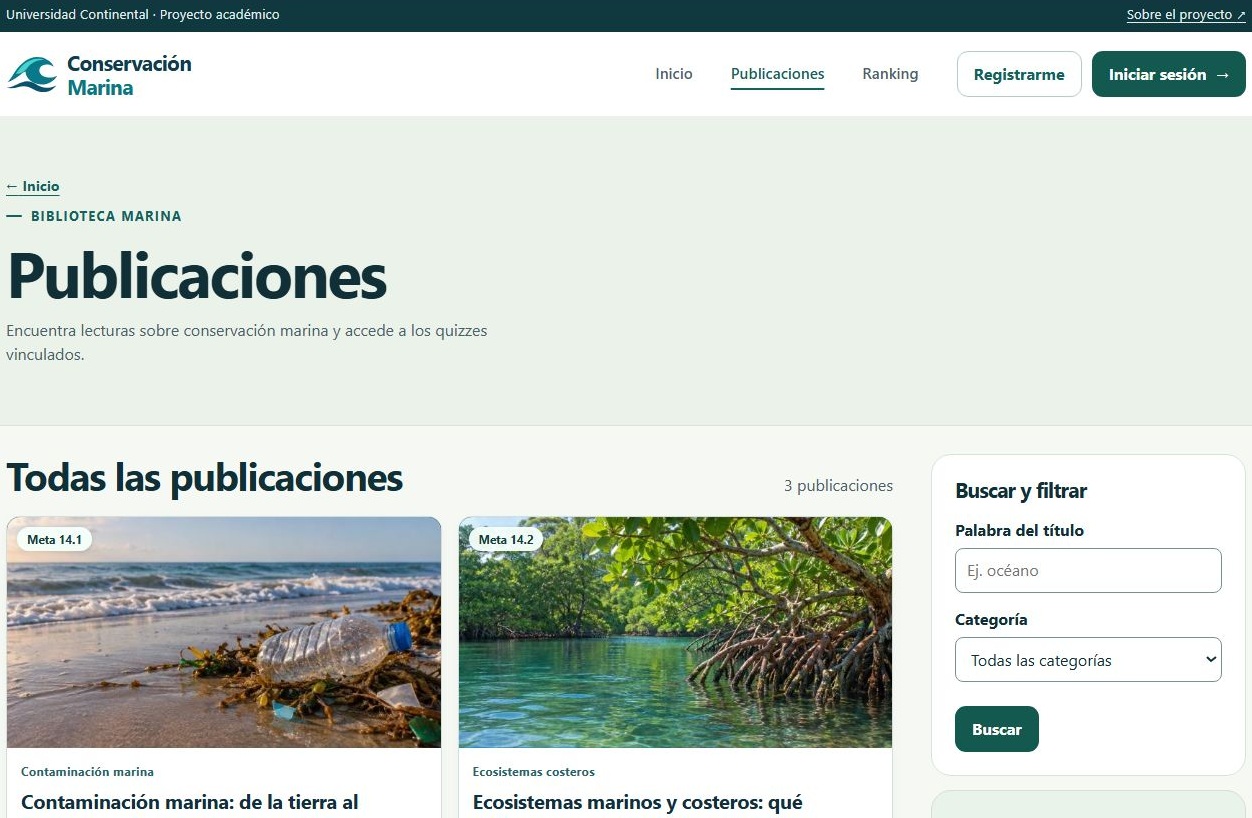 Universidad Continental · Proyecto académico
Sobre el proyecto ↗
Conservación
Marina
Inicio
Publicaciones
Ranking
Registrarme
Iniciar sesión →
← Inicio
— BIBLIOTECA MARINA
Publicaciones
Encuentra lecturas sobre conservación marina y accede a los quizzes
vinculados.
Todas las publicaciones
3 publicaciones
Meta 14.1
Contaminación marina
Contaminación marina: de la tierra al
Meta 14.2
Ecosistemas costeros
Ecosistemas marinos y costeros: qué
Buscar y filtrar
Palabra del título
Ej. océano
Categoría
Todas las categorías
Buscar